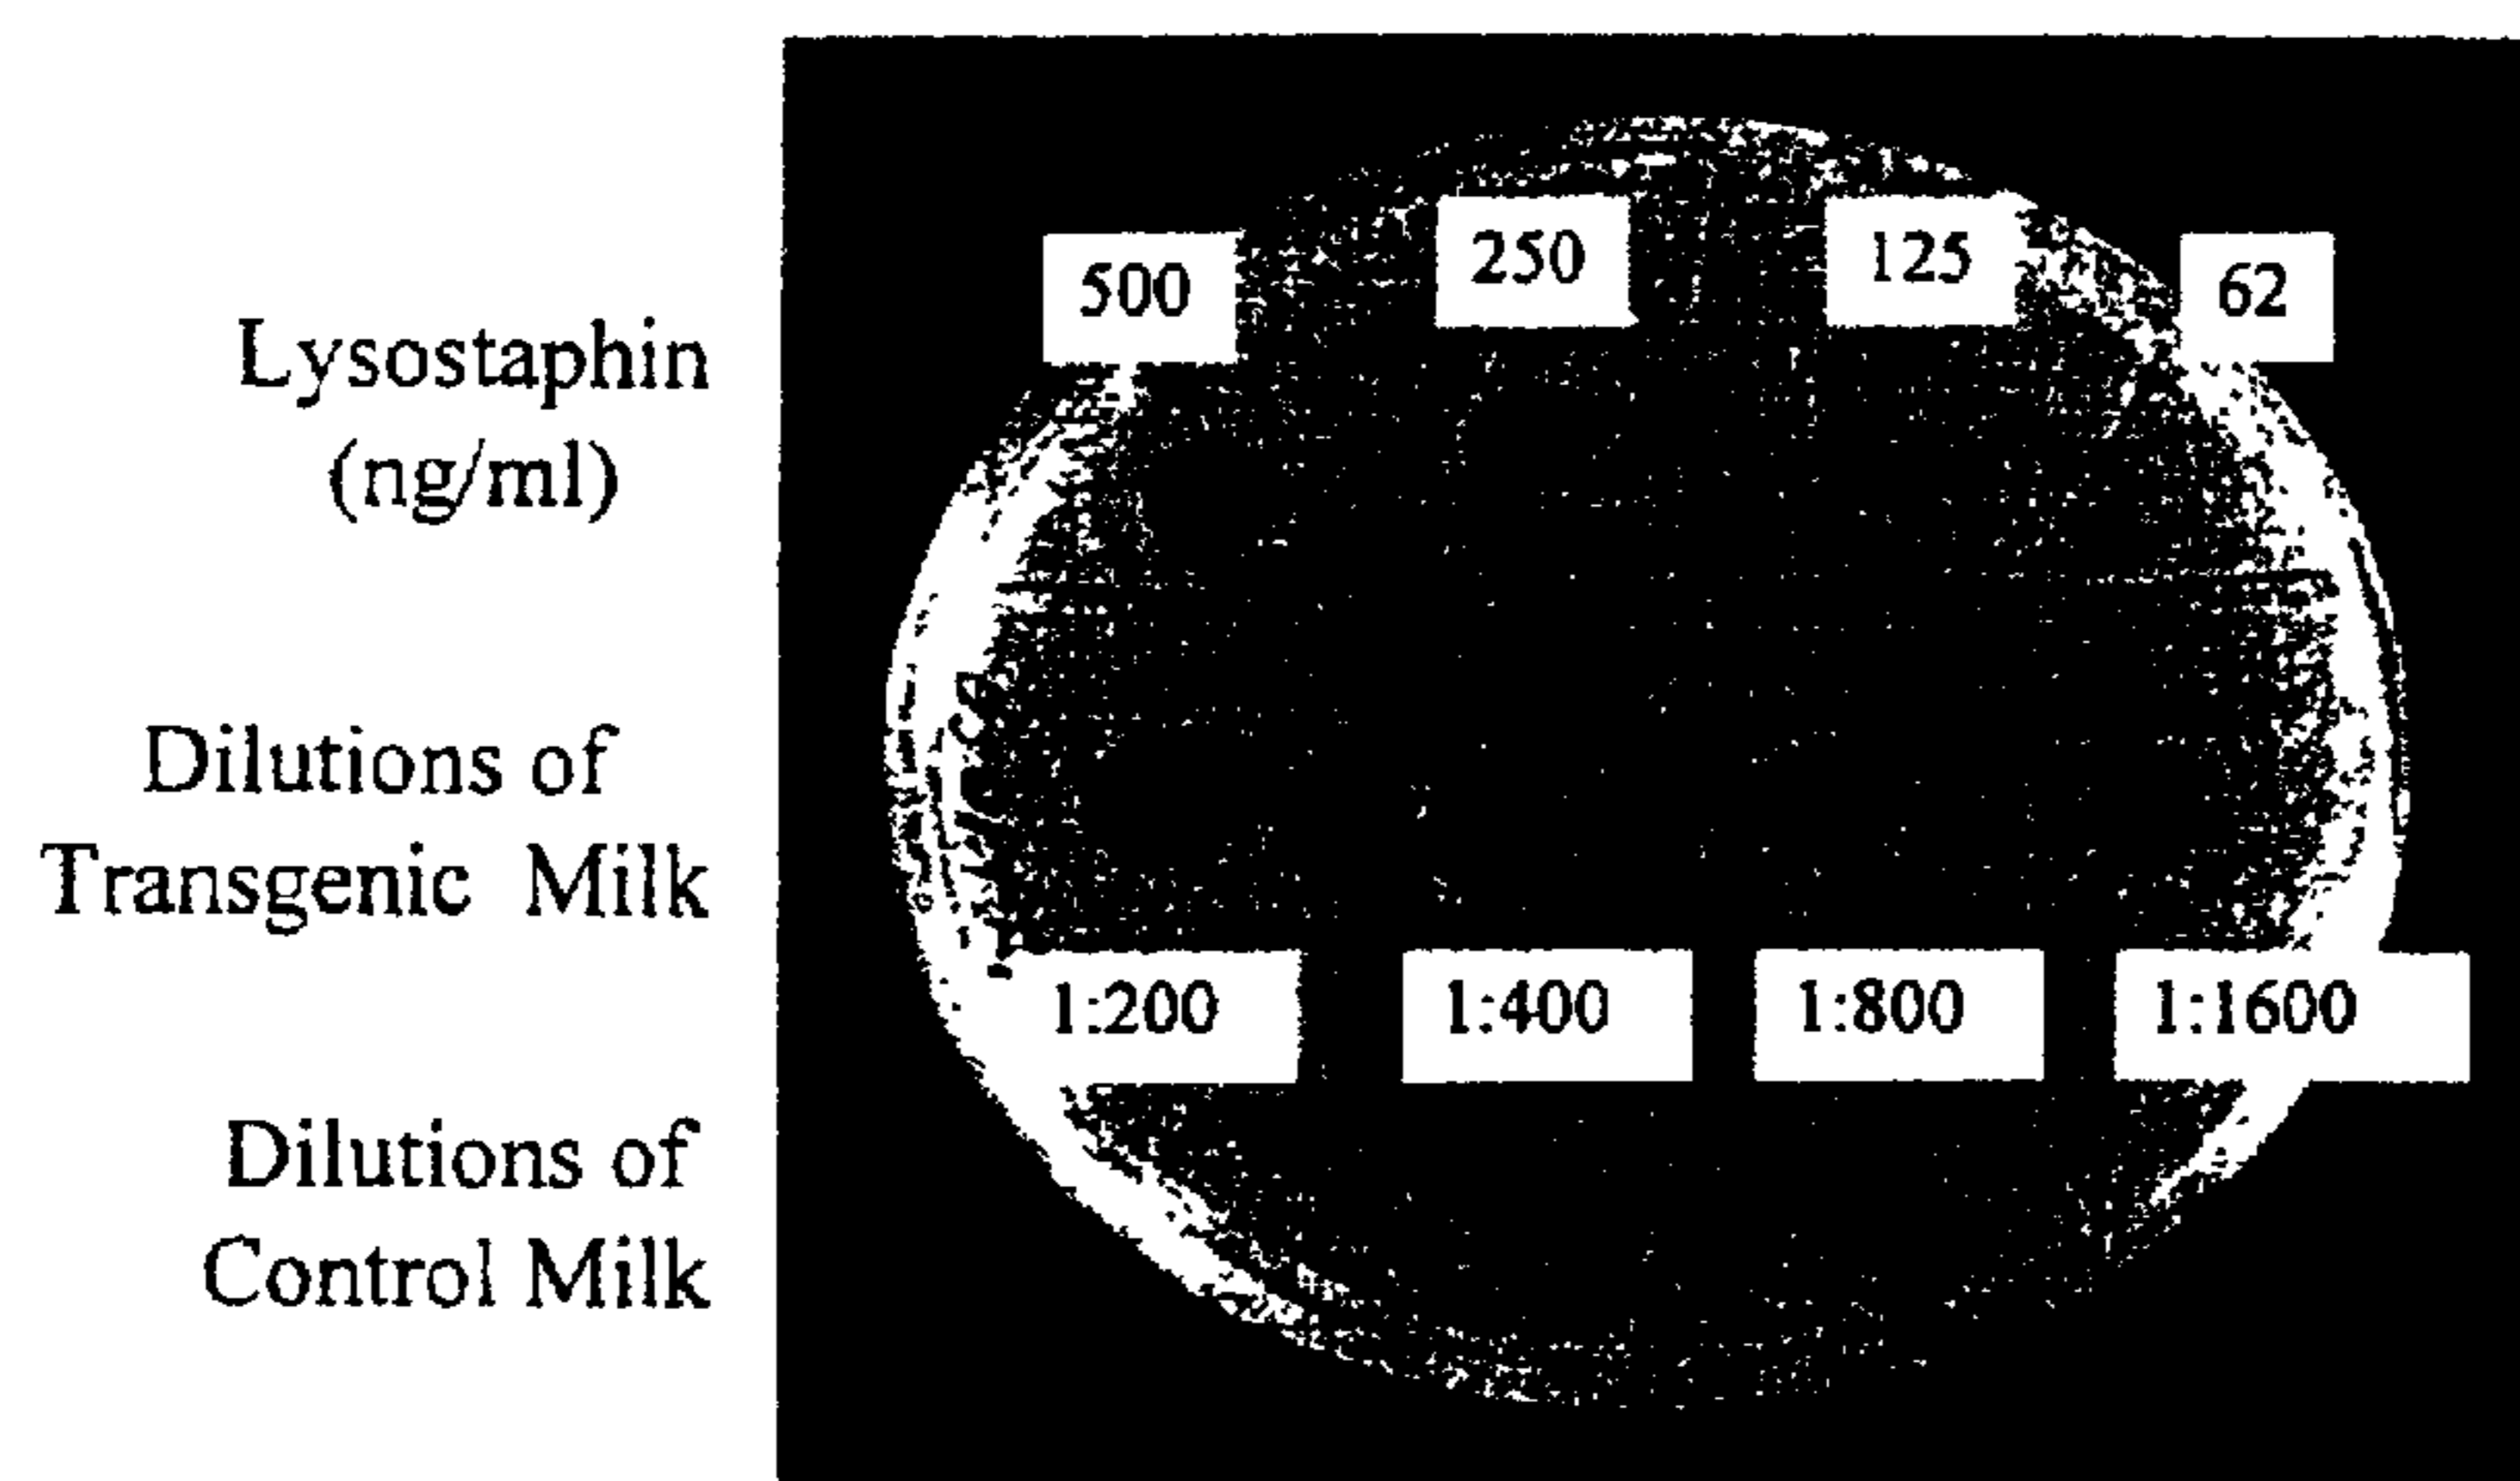 500 250 125 62
Lysostaphin
(ng/ml)
Dilutions of
Transgenic Milk
1:200 1:400 1:800 1:1600
Dilutions of
Control Milk